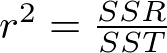 r² = SSR/SST